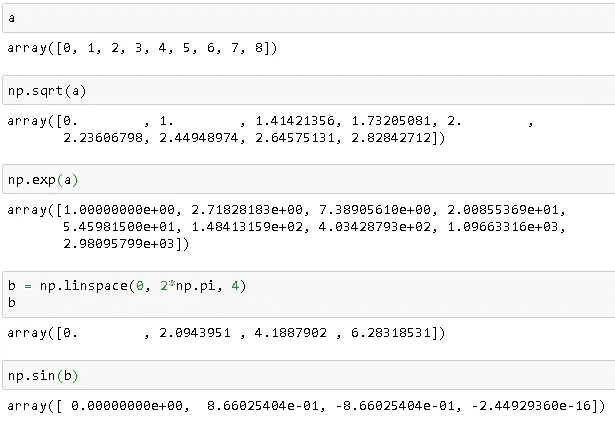 a
array([0, 1, 2, 3, 4, 5, 6, 7, 8])
np.sqrt(a)
array([0.        , 1.        , 1.41421356, 1.73205081, 2.        ,
       2.23606798, 2.44948974, 2.64575131, 2.82842712])
np.exp(a)
array([1.00000000e+00, 2.71828183e+00, 7.38905610e+00, 2.00855369e+01,
       5.45981500e+01, 1.48413159e+02, 4.03428793e+02, 1.09663316e+03,
       2.98095799e+03])
b = np.linspace(0, 2*np.pi, 4)
b
array([0.        , 2.0943951 , 4.1887902 , 6.28318531])
np.sin(b)
array([ 0.00000000e+00,  8.66025404e-01, -8.66025404e-01, -2.44929360e-16])